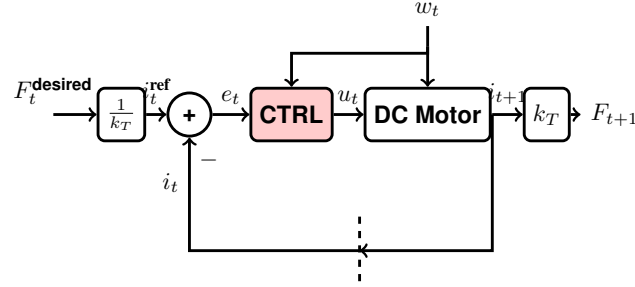 w_t
F_t^desired
1/k_T
i_t^ref
+
e_t
CTRL
u_t
DC Motor
i_{t+1}
k_T
F_{t+1}
−
i_t